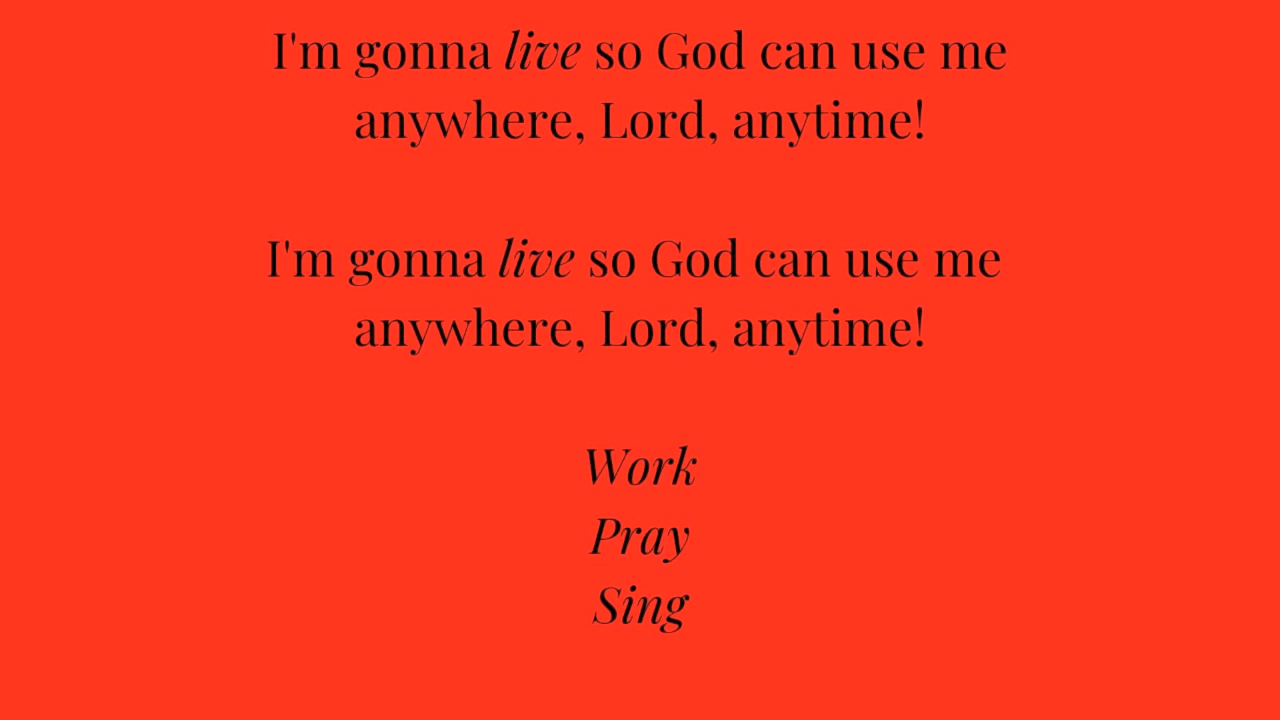 I'm gonna live so God can use me
anywhere, Lord, anytime!
I'm gonna live so God can use me
anywhere, Lord, anytime!
Work
Pray
Sing